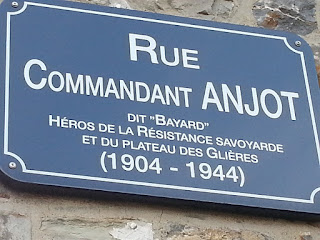 RUE
COMMANDANT ANJOT
DIT "BAYARD"
HÉROS DE LA RÉSISTANCE SAVOYARDE
ET DU PLATEAU DES GLIÈRES
(1904 - 1944)